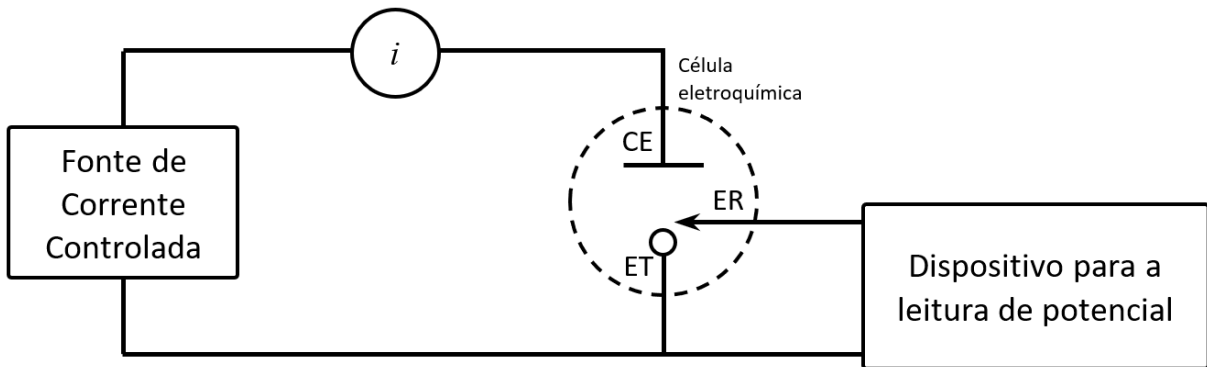 i
Célula
eletroquímica
Fonte de
Corrente
Controlada
CE
ER
ET
Dispositivo para a
leitura de potencial